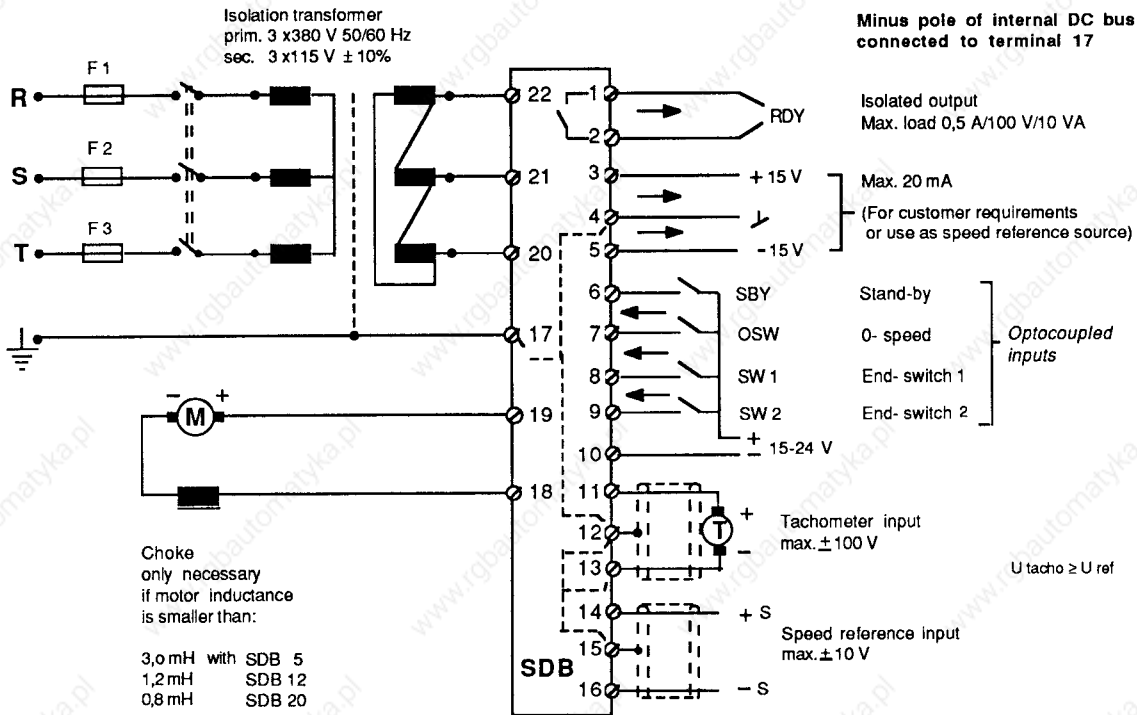 Isolation transformer
prim. 3 x380 V 50/60 Hz
sec. 3 x115 V ± 10%
Minus pole of internal DC bus
connected to terminal 17
R
F 1
S
F 2
T
F 3
22
21
20
17
19
18
1
2
3
4
5
6
7
8
9
10
11
12
13
14
15
16
SDB
RDY
Isolated output
Max. load 0,5 A/100 V/10 VA
+ 15 V
- 15 V
Max. 20 mA
(For customer requirements
or use as speed reference source)
SBY Stand-by
OSW 0- speed
SW 1 End- switch 1
SW 2 End- switch 2
Optocoupled
inputs
+
− 15-24 V
- M +
T
+
−
Tachometer input
max. ± 100 V
U tacho ≥ U ref
+ S
Speed reference input
max. ± 10 V
− S
Choke
only necessary
if motor inductance
is smaller than:
3,o mH with SDB 5
1,2 mH SDB 12
0,8 mH SDB 20
www.rgbautomatyka.pl